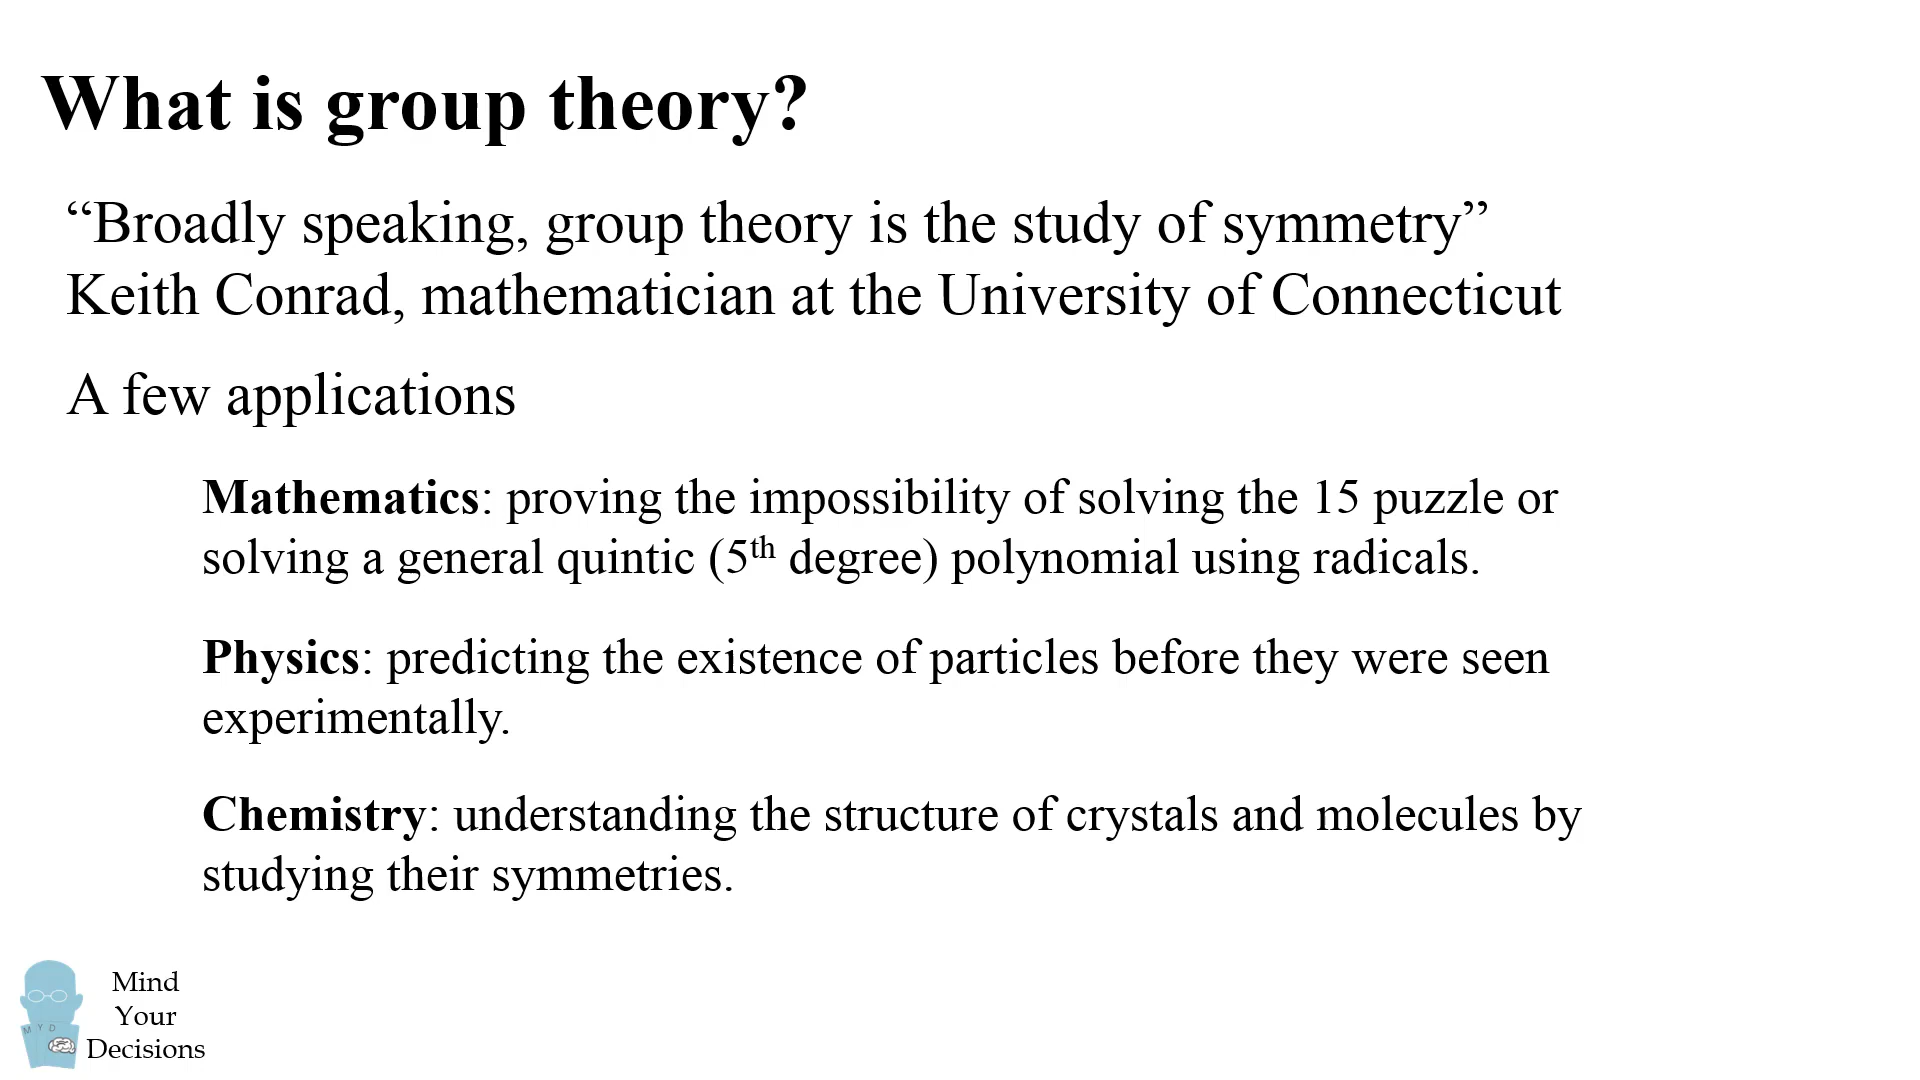 What is group theory?
“Broadly speaking, group theory is the study of symmetry”
Keith Conrad, mathematician at the University of Connecticut
A few applications
Mathematics: proving the impossibility of solving the 15 puzzle or
solving a general quintic (5th degree) polynomial using radicals.
Physics: predicting the existence of particles before they were seen
experimentally.
Chemistry: understanding the structure of crystals and molecules by
studying their symmetries.
Mind
Your
Decisions
M Y D